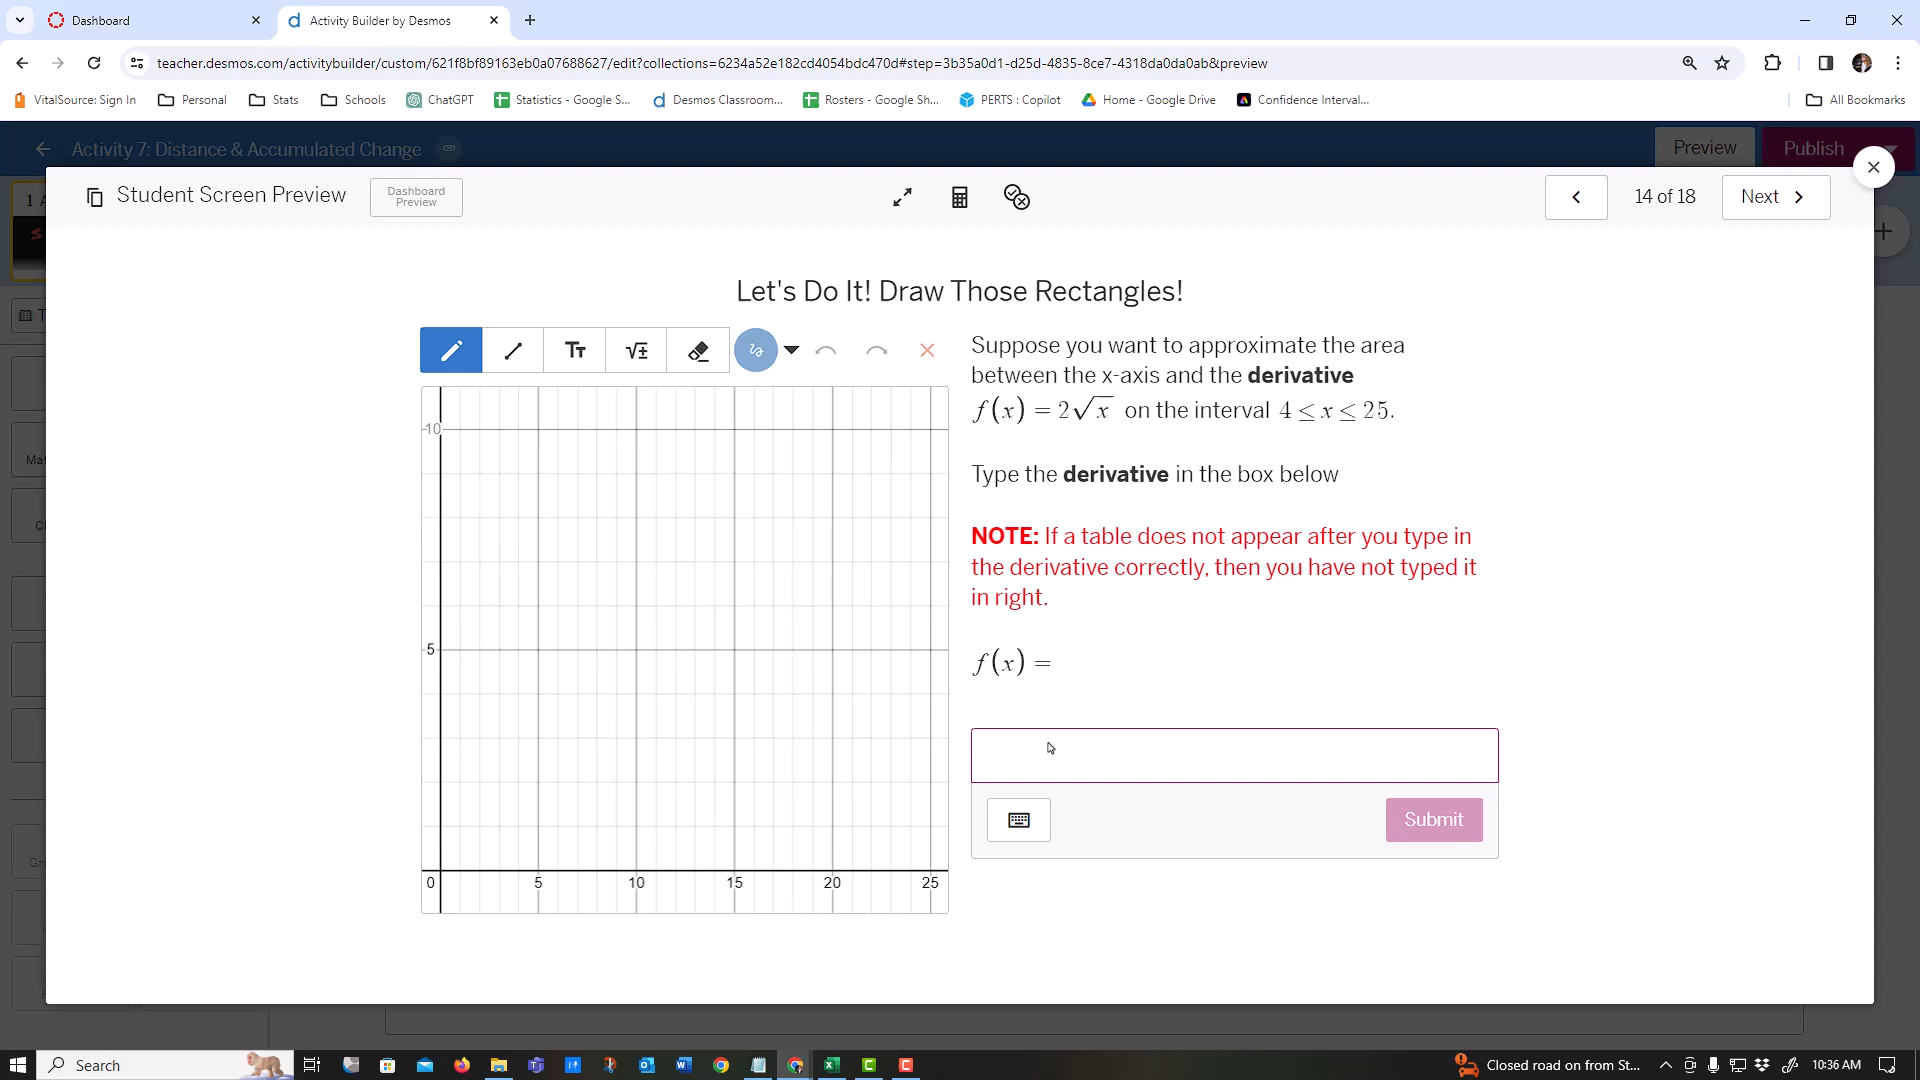 Dashboard
Activity Builder by Desmos
teacher.desmos.com/activitybuilder/custom/621f8bf89163eb0a07688627/edit?collections=6234a52e182cd4054bdc470d#step=3b35a0d1-d25d-4835-8ce7-4318da0da0ab&preview
VitalSource: Sign In
Personal
Stats
Schools
ChatGPT
Statistics - Google S...
Desmos Classroom...
Rosters - Google Sh...
PERTS : Copilot
Home - Google Drive
Confidence Interval...
All Bookmarks
Activity 7: Distance & Accumulated Change
Preview
Publish
Student Screen Preview
Dashboard
Preview
14 of 18
Next
Let's Do It! Draw Those Rectangles!
Suppose you want to approximate the area
between the x-axis and the derivative
f(x) = 2√x on the interval 4 ≤ x ≤ 25.
Type the derivative in the box below
NOTE: If a table does not appear after you type in
the derivative correctly, then you have not typed it
in right.
f(x) =
Submit
10
5
0
5
10
15
20
25
Search
Closed road on from St...
10:36 AM